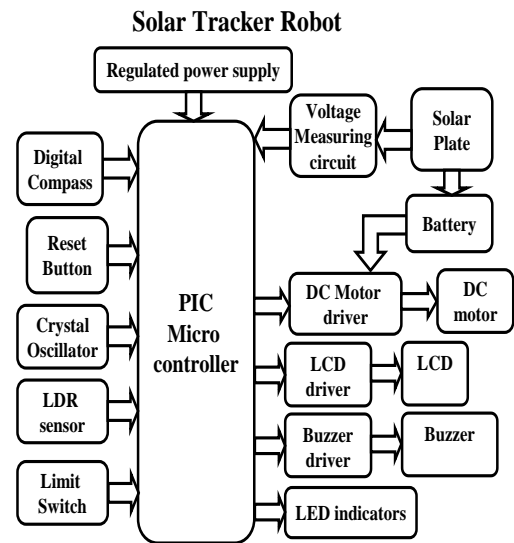 Solar Tracker Robot
Regulated power supply
Voltage
Measuring
circuit
Solar
Plate
Digital
Compass
Battery
Reset
Button
PIC
Micro
controller
DC Motor
driver
DC
motor
Crystal
Oscillator
LCD
driver
LCD
LDR
sensor
Buzzer
driver
Buzzer
Limit
Switch
LED indicators